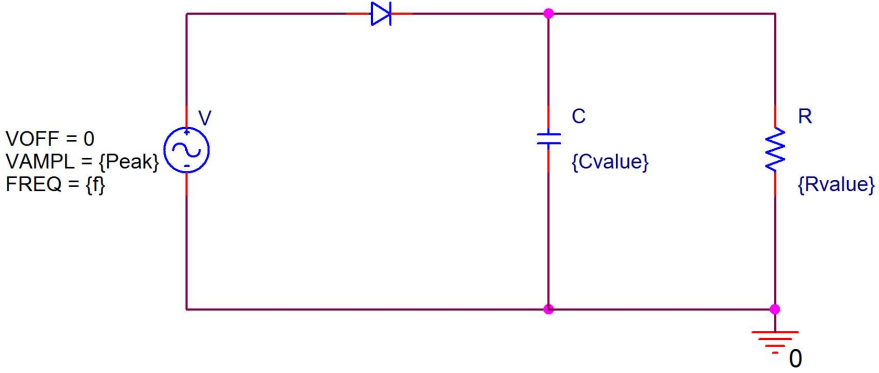 V
VOFF = 0
VAMPL = {Peak}
FREQ = {f}
C
{Cvalue}
R
{Rvalue}
0